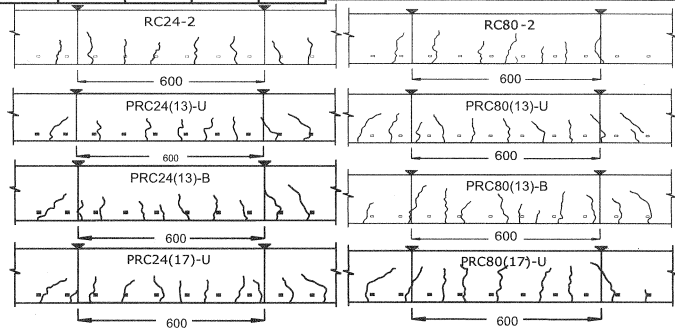 RC24-2
600
RC80-2
600
PRC24(13)-U
600
PRC80(13)-U
600
PRC24(13)-B
600
PRC80(13)-B
600
PRC24(17)-U
600
PRC80(17)-U
600